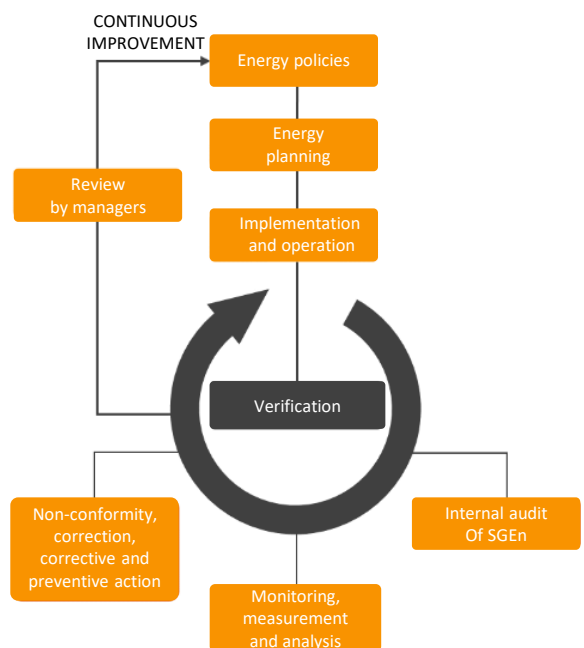 CONTINUOUS
IMPROVEMENT
Energy policies
Energy
planning
Review
by managers
Implementation
and operation
Verification
Non-conformity,
correction,
corrective and
preventive action
Internal audit
Of SGEn
Monitoring,
measurement
and analysis